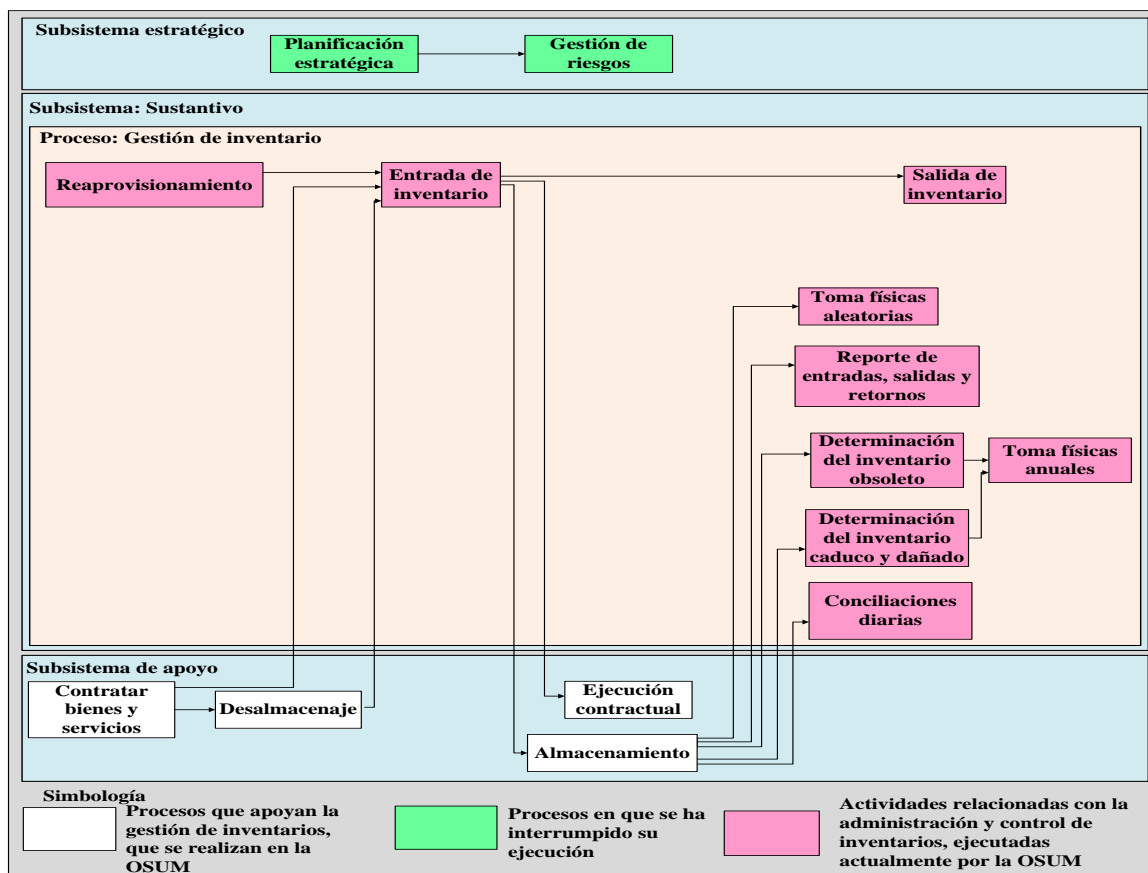 Subsistema estratégico
Planificación
estratégica
Gestión de
riesgos
Subsistema: Sustantivo
Proceso: Gestión de inventario
Reaprovisionamiento
Entrada de
inventario
Salida de
inventario
Toma físicas
aleatorias
Reporte de
entradas, salidas y
retornos
Determinación
del inventario
obsoleto
Toma físicas
anuales
Determinación
del inventario
caduco y dañado
Conciliaciones
diarias
Subsistema de apoyo
Contratar
bienes y
servicios
Desalmacenaje
Ejecución
contractual
Almacenamiento
Simbología
Procesos que apoyan la
gestión de inventarios,
que se realizan en la
OSUM
Procesos en que se ha
interrumpido su
ejecución
Actividades relacionadas con la
administración y control de
inventarios, ejecutadas
actualmente por la OSUM